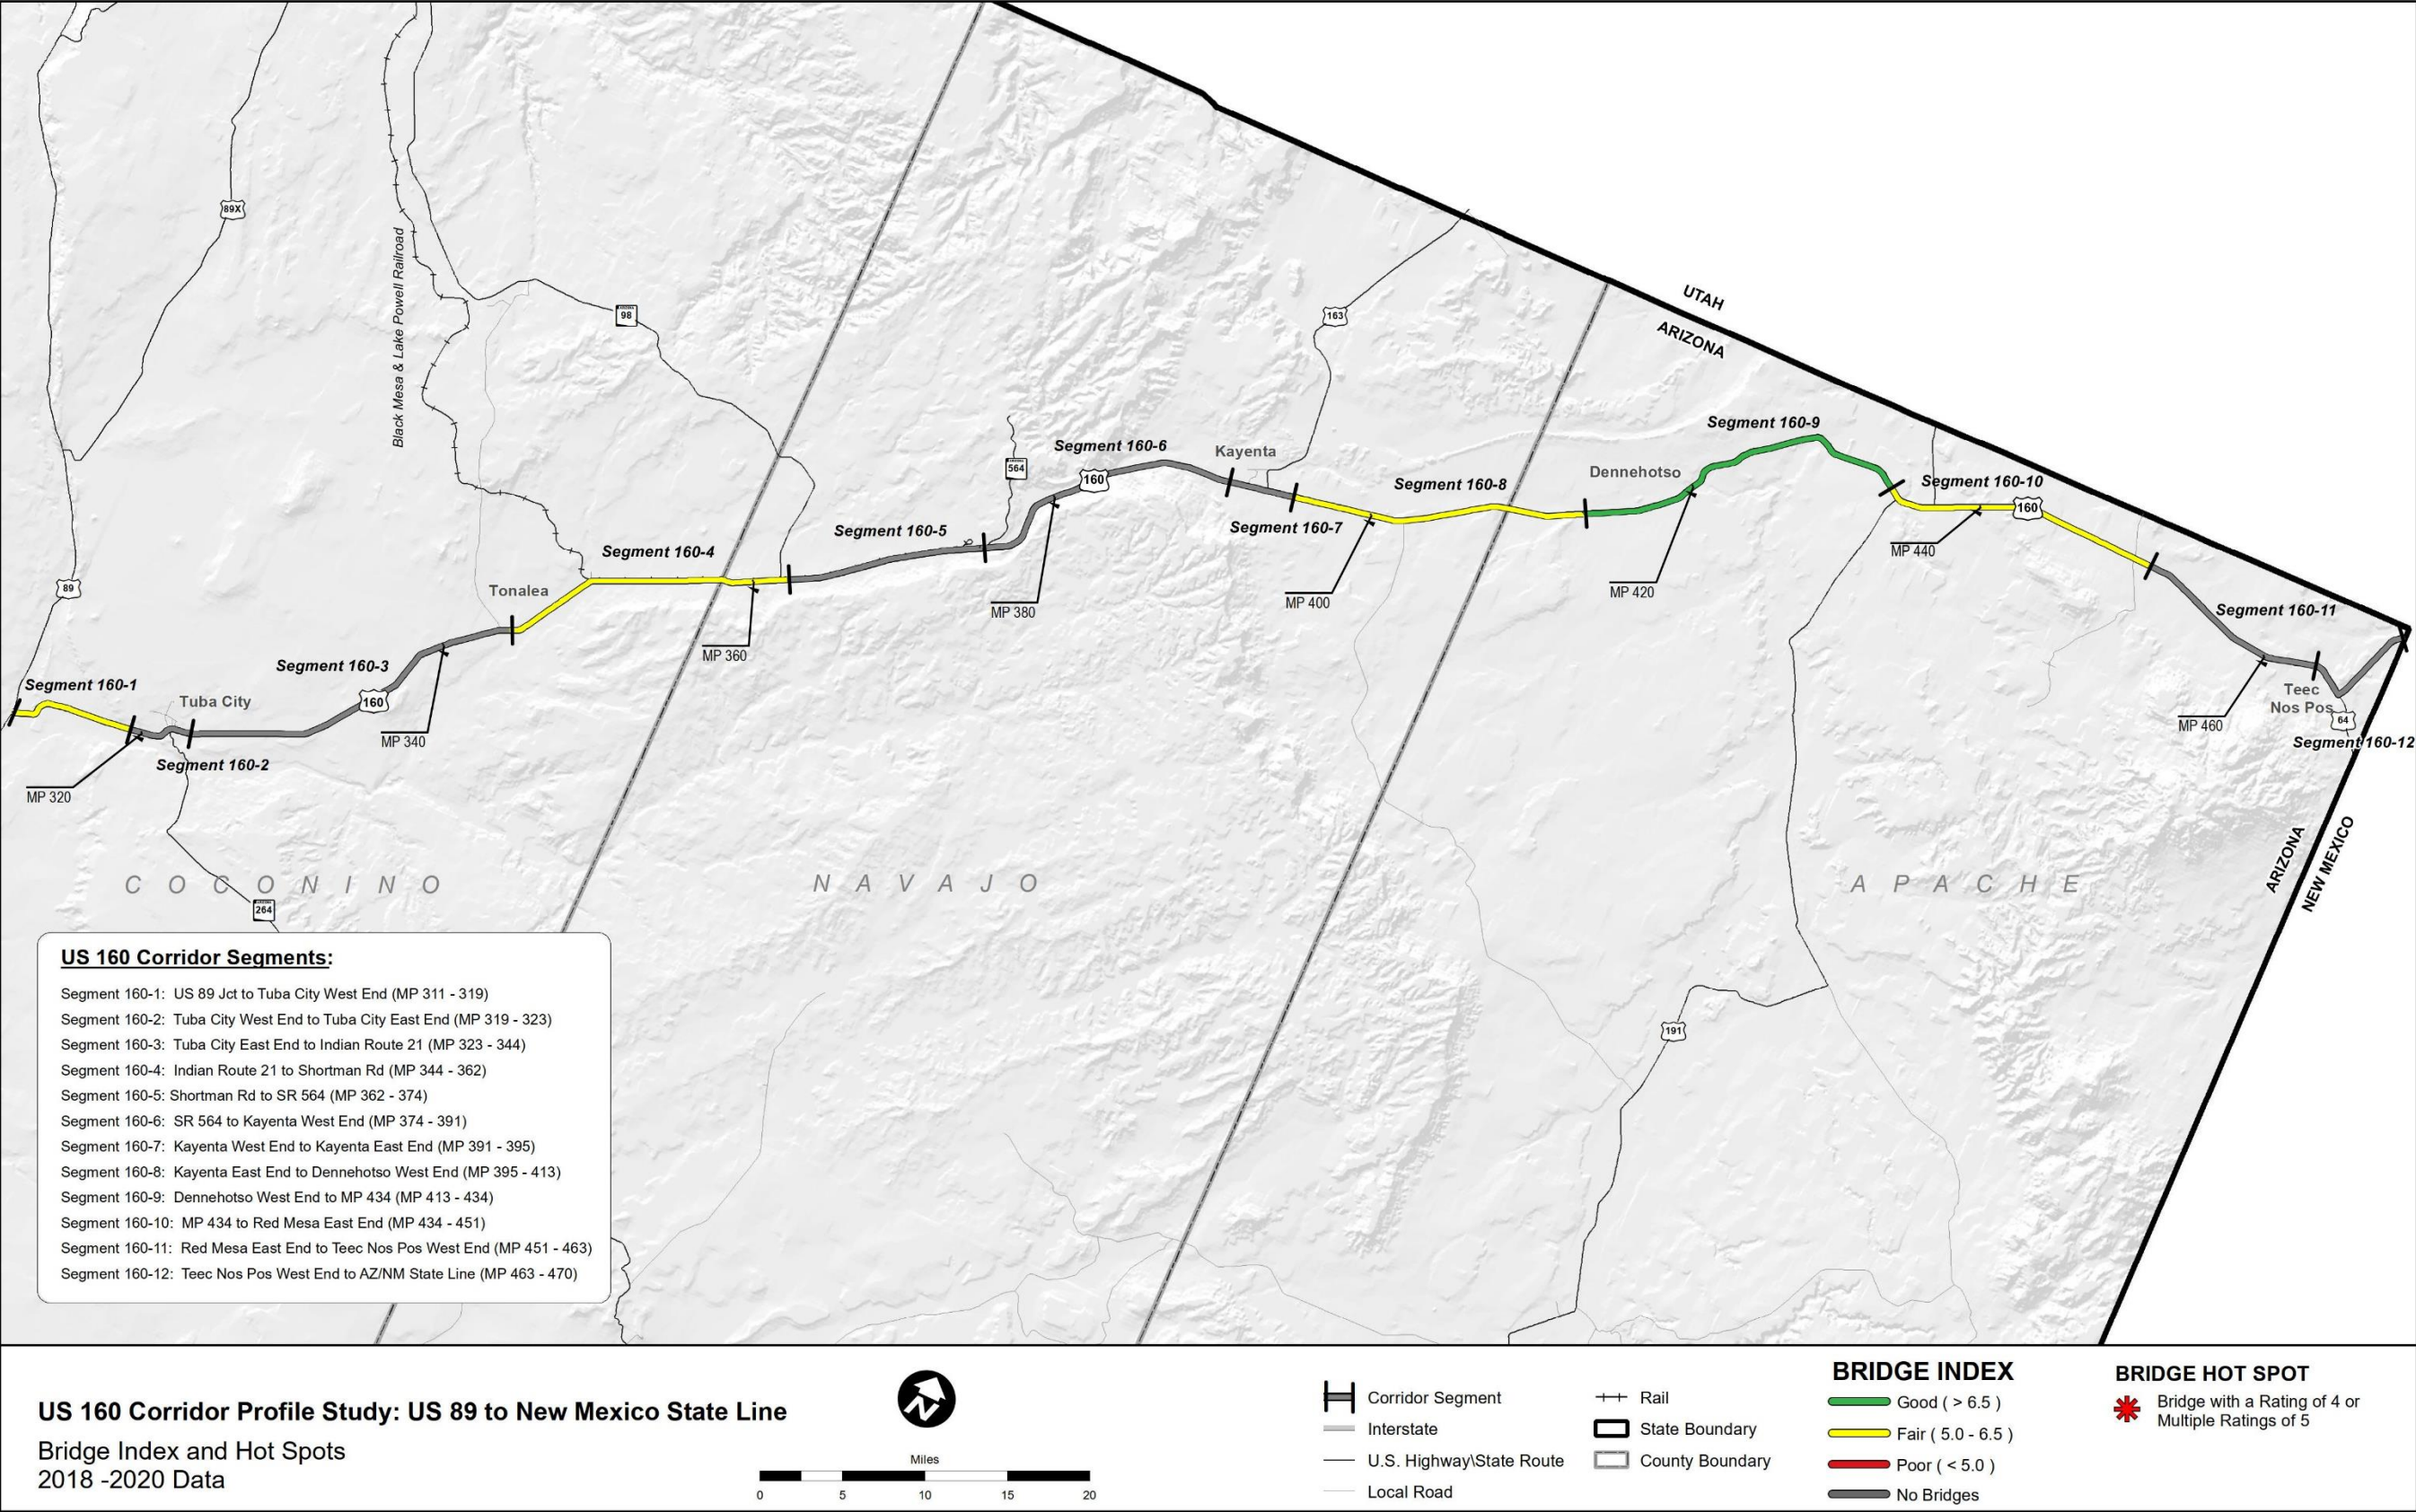 UTAH
ARIZONA
89X
Black Mesa & Lake Powell Railroad
ARIZONA
98
163
Segment 160-9
Segment 160-6
Kayenta
564
160
Dennehotso
Segment 160-8
Segment 160-10
160
Segment 160-5
Segment 160-7
Segment 160-4
MP 440
89
Tonalea
MP 380
MP 400
MP 420
Segment 160-11
MP 360
Segment 160-3
Segment 160-1
Tuba City
160
Teec
Nos Pos
64
MP 460
MP 340
Segment 160-12
Segment 160-2
MP 320
ARIZONA
NEW MEXICO
COCONINO
NAVAJO
APACHE
264
191
US 160 Corridor Segments:
Segment 160-1: US 89 Jct to Tuba City West End (MP 311 - 319)
Segment 160-2: Tuba City West End to Tuba City East End (MP 319 - 323)
Segment 160-3: Tuba City East End to Indian Route 21 (MP 323 - 344)
Segment 160-4: Indian Route 21 to Shortman Rd (MP 344 - 362)
Segment 160-5: Shortman Rd to SR 564 (MP 362 - 374)
Segment 160-6: SR 564 to Kayenta West End (MP 374 - 391)
Segment 160-7: Kayenta West End to Kayenta East End (MP 391 - 395)
Segment 160-8: Kayenta East End to Dennehotso West End (MP 395 - 413)
Segment 160-9: Dennehotso West End to MP 434 (MP 413 - 434)
Segment 160-10: MP 434 to Red Mesa East End (MP 434 - 451)
Segment 160-11: Red Mesa East End to Teec Nos Pos West End (MP 451 - 463)
Segment 160-12: Teec Nos Pos West End to AZ/NM State Line (MP 463 - 470)
US 160 Corridor Profile Study: US 89 to New Mexico State Line
Bridge Index and Hot Spots
2018 -2020 Data
N
Miles
0 5 10 15 20
Corridor Segment
Interstate
U.S. Highway\State Route
Local Road
Rail
State Boundary
County Boundary
BRIDGE INDEX
Good ( > 6.5 )
Fair ( 5.0 - 6.5 )
Poor ( < 5.0 )
No Bridges
BRIDGE HOT SPOT
Bridge with a Rating of 4 or
Multiple Ratings of 5